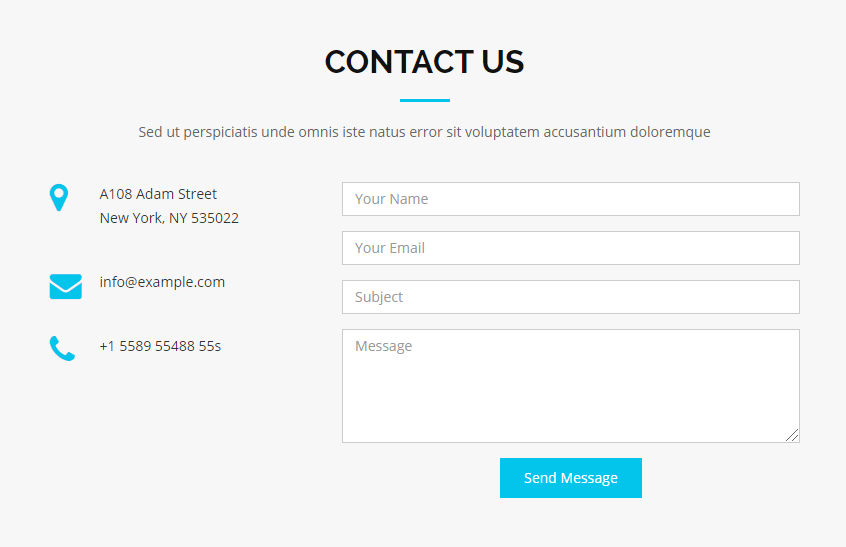 CONTACT US
Sed ut perspiciatis unde omnis iste natus error sit voluptatem accusantium doloremque
A108 Adam Street
New York, NY 535022
info@example.com
+1 5589 55488 55s
Your Name
Your Email
Subject
Message
Send Message